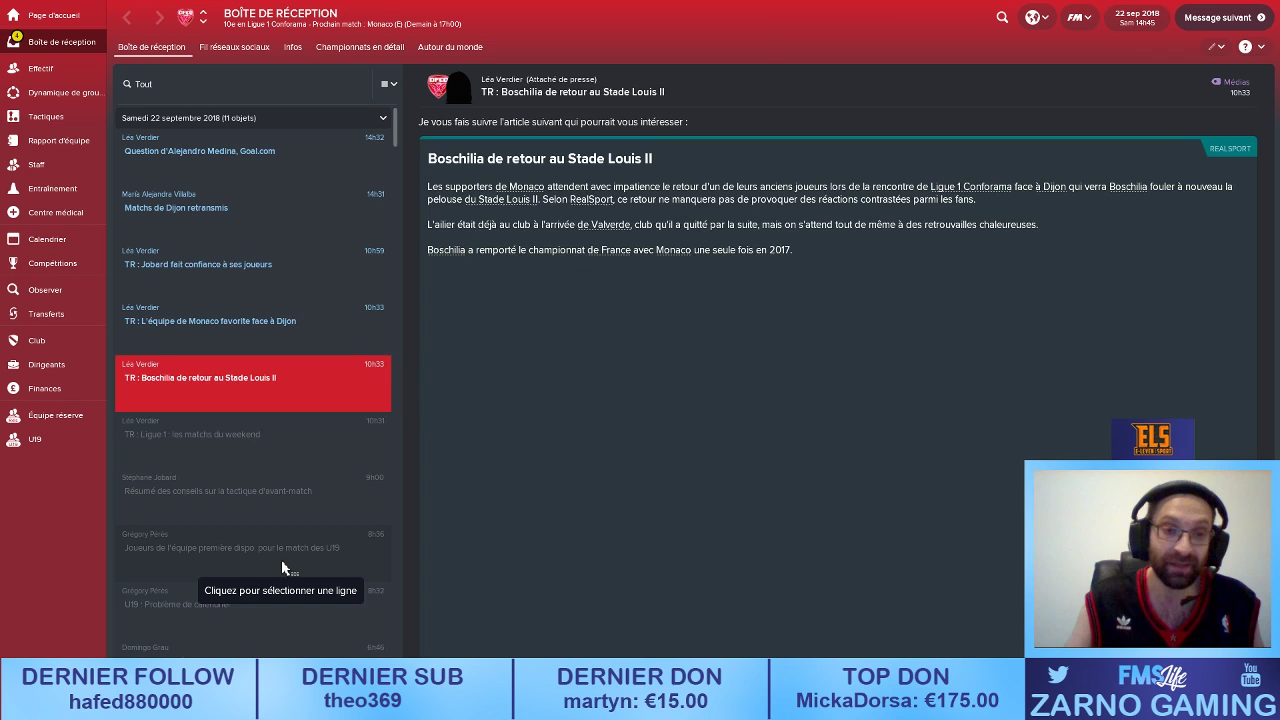 Page d'accueil
4
Boîte de réception
Effectif
Dynamique de grou...
Tactiques
Rapport d'équipe
Staff
Entraînement
Centre médical
Calendrier
Compétitions
Observer
Transferts
Club
Dirigeants
Finances
Équipe réserve
U19
BOÎTE DE RÉCEPTION
10e en Ligue 1 Conforama - Prochain match : Monaco (E) (Demain à 17h00)
FM
22 sep 2018
Sam 14h45
Message suivant
Boîte de réception
Fil réseaux sociaux
Infos
Championnats en détail
Autour du monde
?
Tout
Samedi 22 septembre 2018 (11 objets)
Léa Verdier 14h32
Question d'Alejandro Medina, Goal.com
María Alejandra Villalba 14h31
Matchs de Dijon retransmis
Léa Verdier 10h59
TR : Jobard fait confiance à ses joueurs
Léa Verdier 10h33
TR : L'équipe de Monaco favorite face à Dijon
Léa Verdier 10h33
TR : Boschilia de retour au Stade Louis II
Léa Verdier 10h31
TR : Ligue 1 : les matchs du weekend
Stéphane Jobard 9h00
Résumé des conseils sur la tactique d'avant-match
Grégory Pérès 8h36
Joueurs de l'équipe première dispo. pour le match des U19
Cliquez pour sélectionner une ligne
Grégory Pérès 8h32
U19 : Problème de calendrier
Domingo Grau 6h46
Léa Verdier (Attaché de presse)
TR : Boschilia de retour au Stade Louis II
Médias
10h33
Je vous fais suivre l'article suivant qui pourrait vous intéresser :
REALSPORT
Boschilia de retour au Stade Louis II
Les supporters de Monaco attendent avec impatience le retour d'un de leurs anciens joueurs lors de la rencontre de Ligue 1 Conforama face à Dijon qui verra Boschilia fouler à nouveau la
pelouse du Stade Louis II. Selon RealSport, ce retour ne manquera pas de provoquer des réactions contrastées parmi les fans.
L'ailier était déjà au club à l'arrivée de Valverde, club qu'il a quitté par la suite, mais on s'attend tout de même à des retrouvailles chaleureuses.
Boschilia a remporté le championnat de France avec Monaco une seule fois en 2017.
ELS
E-LEVEN SPORT
DERNIER FOLLOW
hafed880000
DERNIER SUB
theo369
DERNIER DON
martyn: €15.00
TOP DON
MickaDorsa: €175.00
FMSLife
You
Tube
ZARNO GAMING